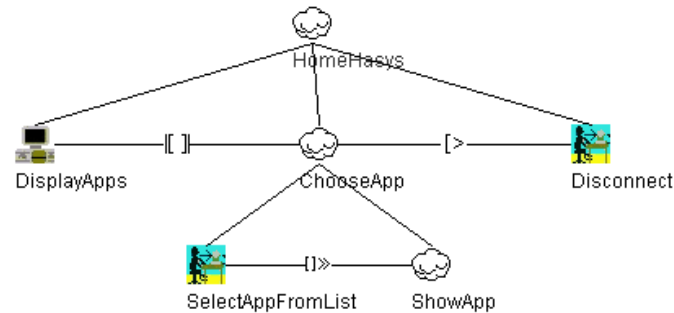 HomeHasys
|[ ]|
[>
DisplayApps
ChooseApp
Disconnect
[]>>
SelectAppFromList
ShowApp